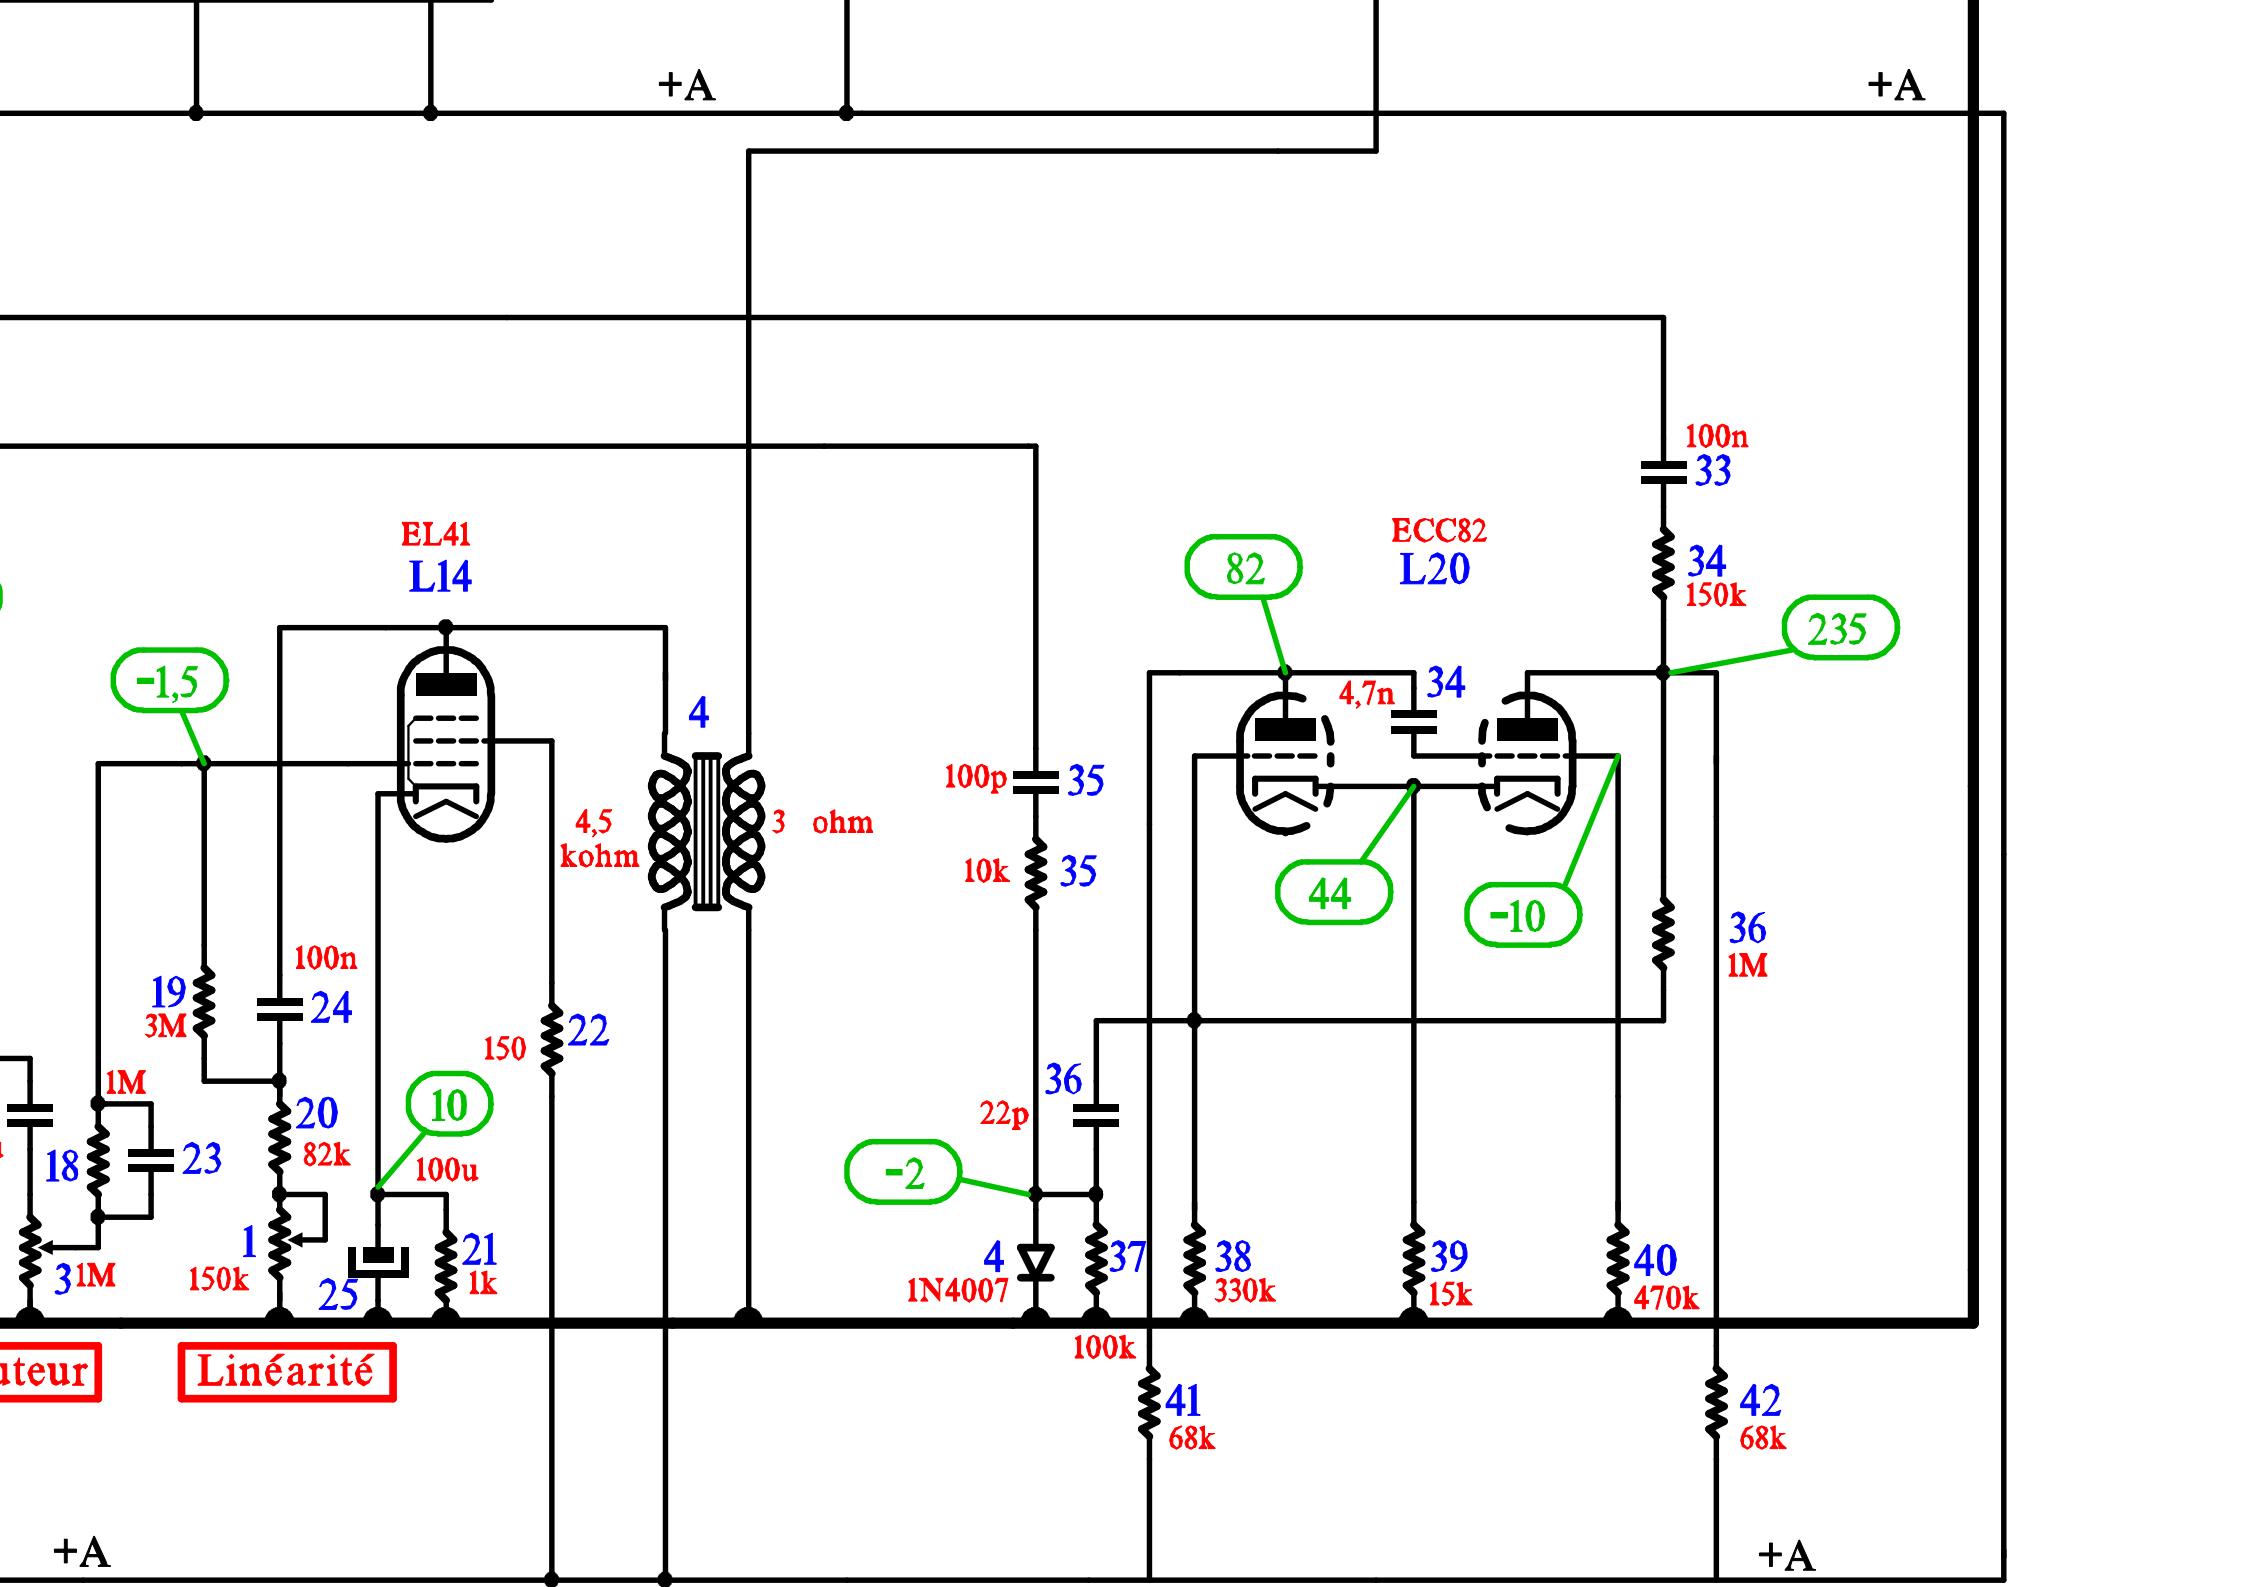 +A
+A
100n
33
EL41
L14
ECC82
L20
82
34
150k
235
-1,5
4
4,7n
34
100p
35
4,5
kohm
3 ohm
10k
35
44
-10
36
1M
100n
24
19
3M
150
22
36
22p
1M
10
20
82k
100u
18
23
-2
1
150k
3
1M
25
21
1k
4
1N4007
37
38
330k
39
15k
40
470k
100k
uteur
Linéarité
41
68k
42
68k
+A
+A